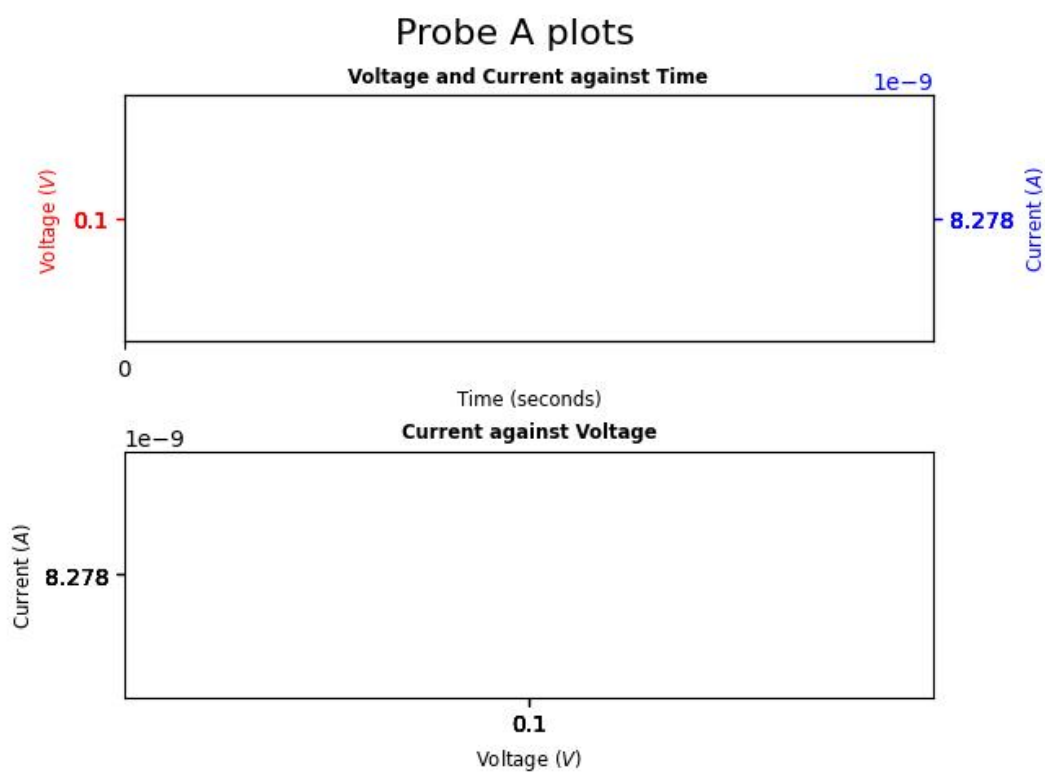 Probe A plots
Voltage and Current against Time
1e−9
Voltage (V)
0.1
8.278
Current (A)
0
Time (seconds)
Current against Voltage
1e−9
Current (A)
8.278
0.1
Voltage (V)